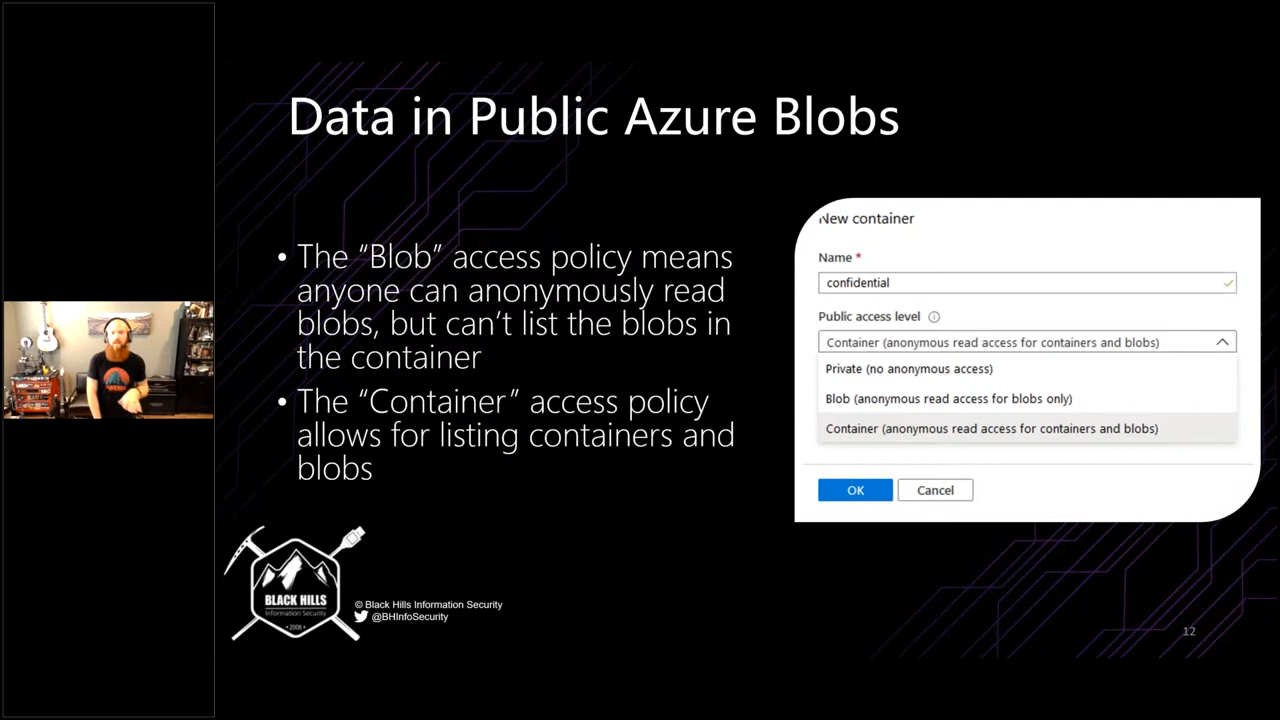 Data in Public Azure Blobs
• The “Blob” access policy means
anyone can anonymously read
blobs, but can’t list the blobs in
the container
• The “Container” access policy
allows for listing containers and
blobs
New container
Name *
confidential
Public access level
Container (anonymous read access for containers and blobs)
Private (no anonymous access)
Blob (anonymous read access for blobs only)
Container (anonymous read access for containers and blobs)
OK
Cancel
BLACK HILLS
Information Security
• 2008 •
© Black Hills Information Security
@BHInfoSecurity
12